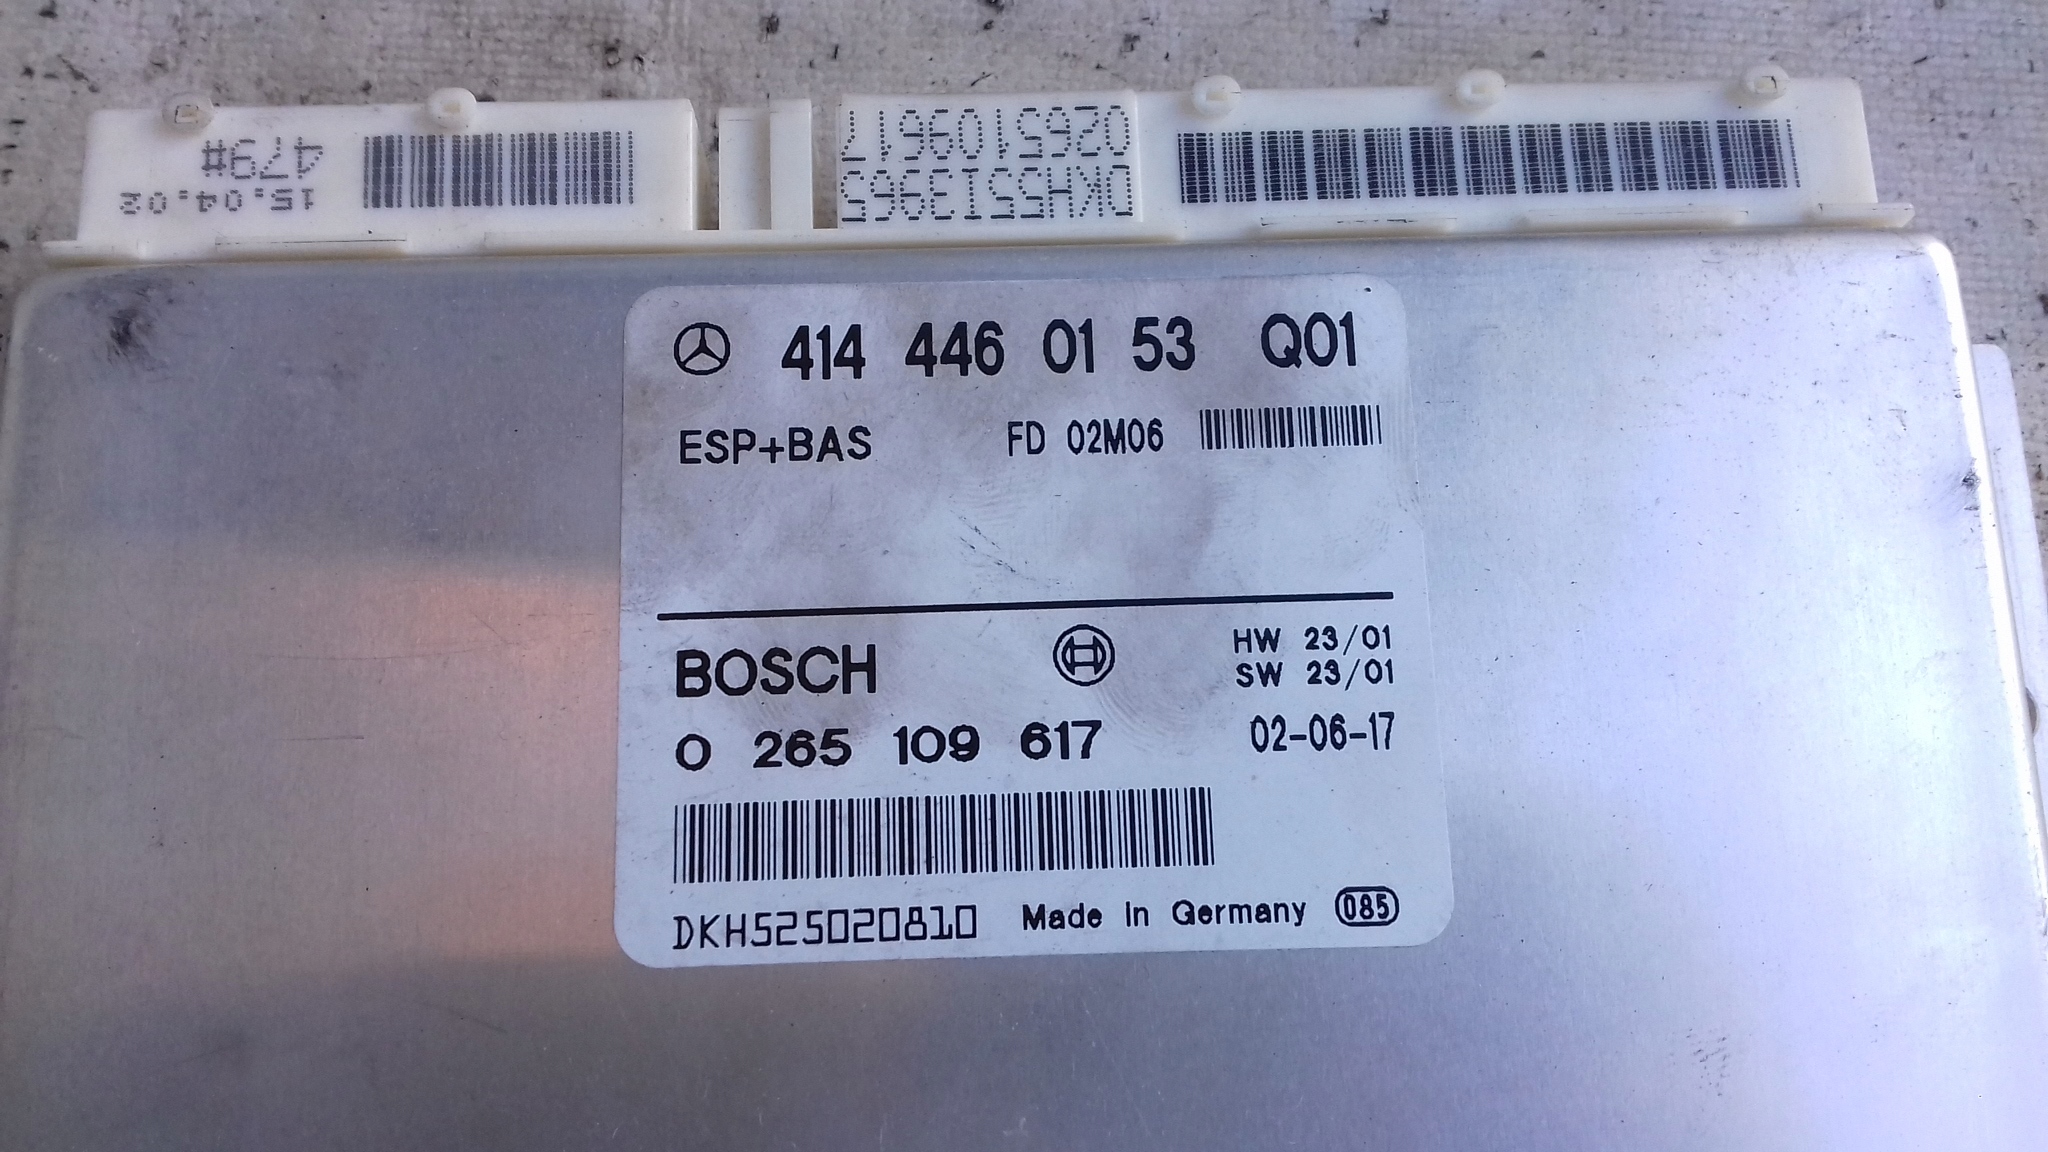 479#
15.04.02
0265109617
DKH55I3965
414 446 01 53 Q01
ESP+BAS FD 02M06
BOSCH
HW 23/01
SW 23/01
0 265 109 617 02-06-17
DKH525020810 Made in Germany 085